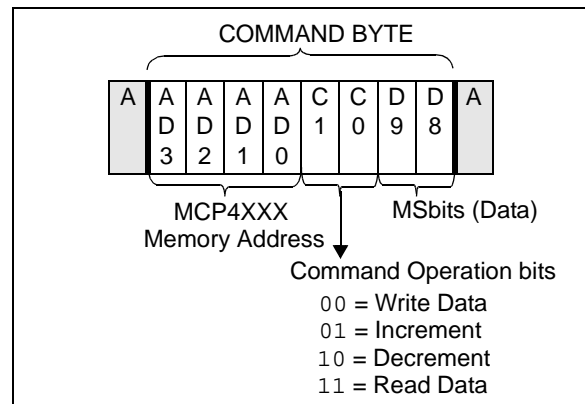 COMMAND BYTE
A A A A A C C D D A
D D D D 1 0 9 8
3 2 1 0
MCP4XXX MSbits (Data)
Memory Address
Command Operation bits
00 = Write Data
01 = Increment
10 = Decrement
11 = Read Data